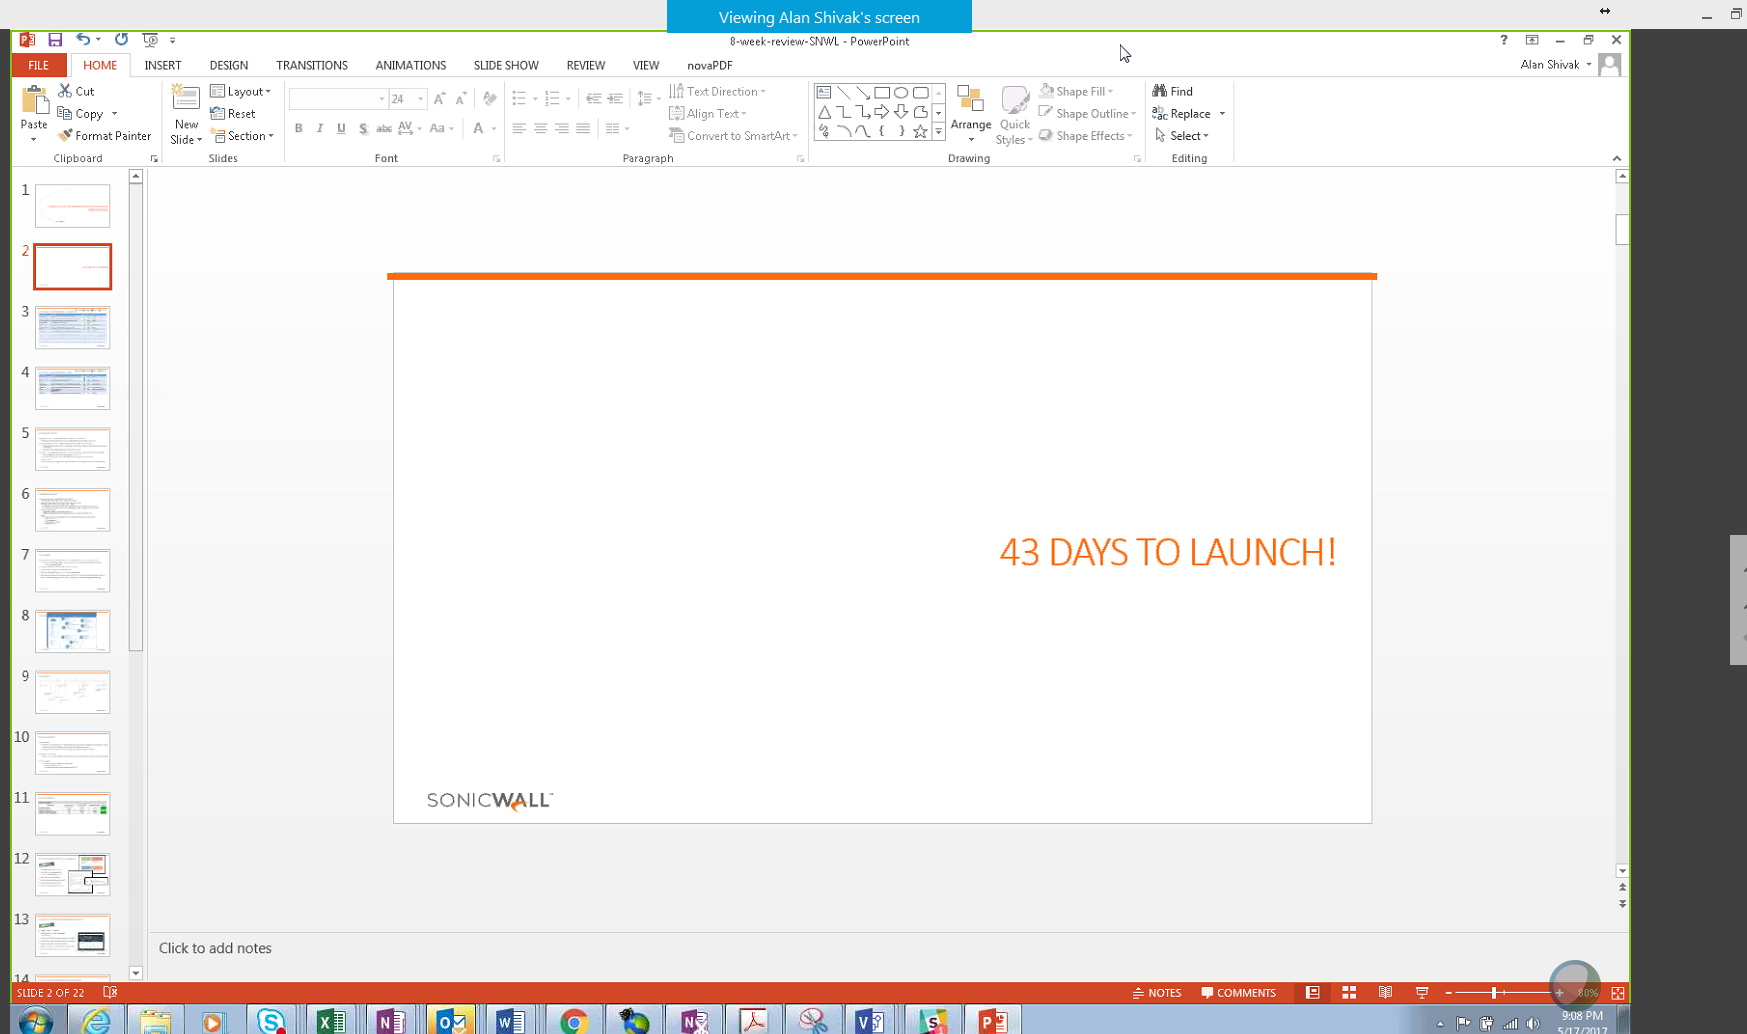 Viewing Alan Shivak's screen
8-week-review-SNWL - PowerPoint
FILE HOME INSERT DESIGN TRANSITIONS ANIMATIONS SLIDE SHOW REVIEW VIEW novaPDF
Alan Shivak
Paste
Cut
Copy
Format Painter
Clipboard
New
Slide
Layout
Reset
Section
Slides
24
B I U S abc AV Aa A
Font
Text Direction
Align Text
Convert to SmartArt
Paragraph
Arrange
Quick
Styles
Shape Fill
Shape Outline
Shape Effects
Drawing
Find
Replace
Select
Editing
1
2
3
4
5
6
7
8
9
10
11
12
13
14
43 DAYS TO LAUNCH!
SONICWALL
Click to add notes
SLIDE 2 OF 22
NOTES COMMENTS 80%
9:08 PM
5/17/2017